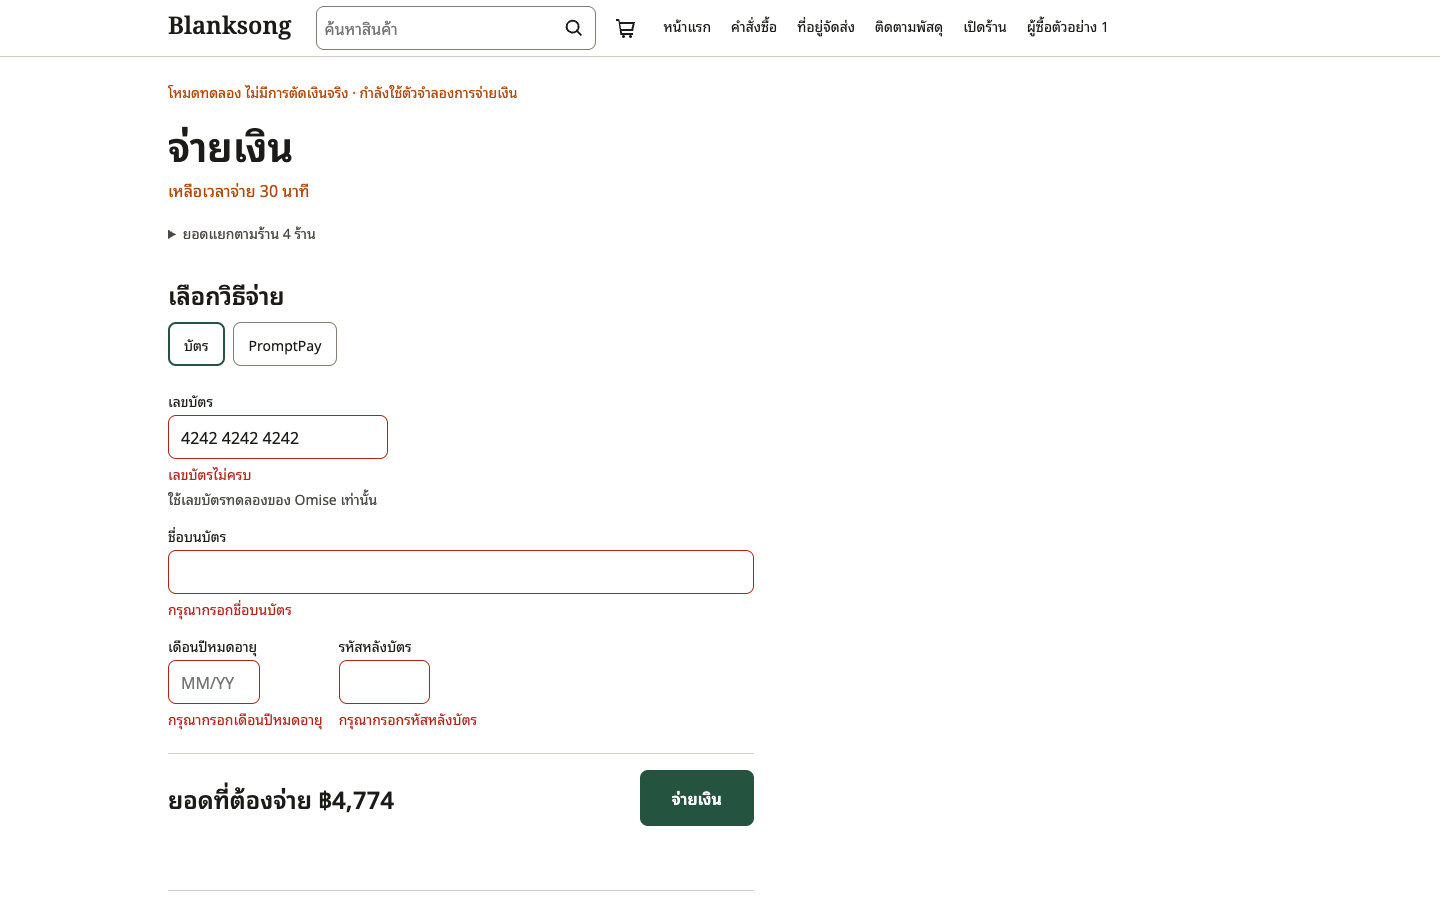 Blanksong
ค้นหาสินค้า
หน้าแรก คำสั่งซื้อ ที่อยู่จัดส่ง ติดตามพัสดุ เปิดร้าน ผู้ซื้อตัวอย่าง 1
โหมดทดลอง ไม่มีการตัดเงินจริง · กำลังใช้ตัวจำลองการจ่ายเงิน
จ่ายเงิน
เหลือเวลาจ่าย 30 นาที
ยอดแยกตามร้าน 4 ร้าน
เลือกวิธีจ่าย
บัตร PromptPay
เลขบัตร
4242 4242 4242
เลขบัตรไม่ครบ
ใช้เลขบัตรทดลองของ Omise เท่านั้น
ชื่อบนบัตร
กรุณากรอกชื่อบนบัตร
เดือนปีหมดอายุ รหัสหลังบัตร
MM/YY
กรุณากรอกเดือนปีหมดอายุ กรุณากรอกรหัสหลังบัตร
ยอดที่ต้องจ่าย ฿4,774 จ่ายเงิน